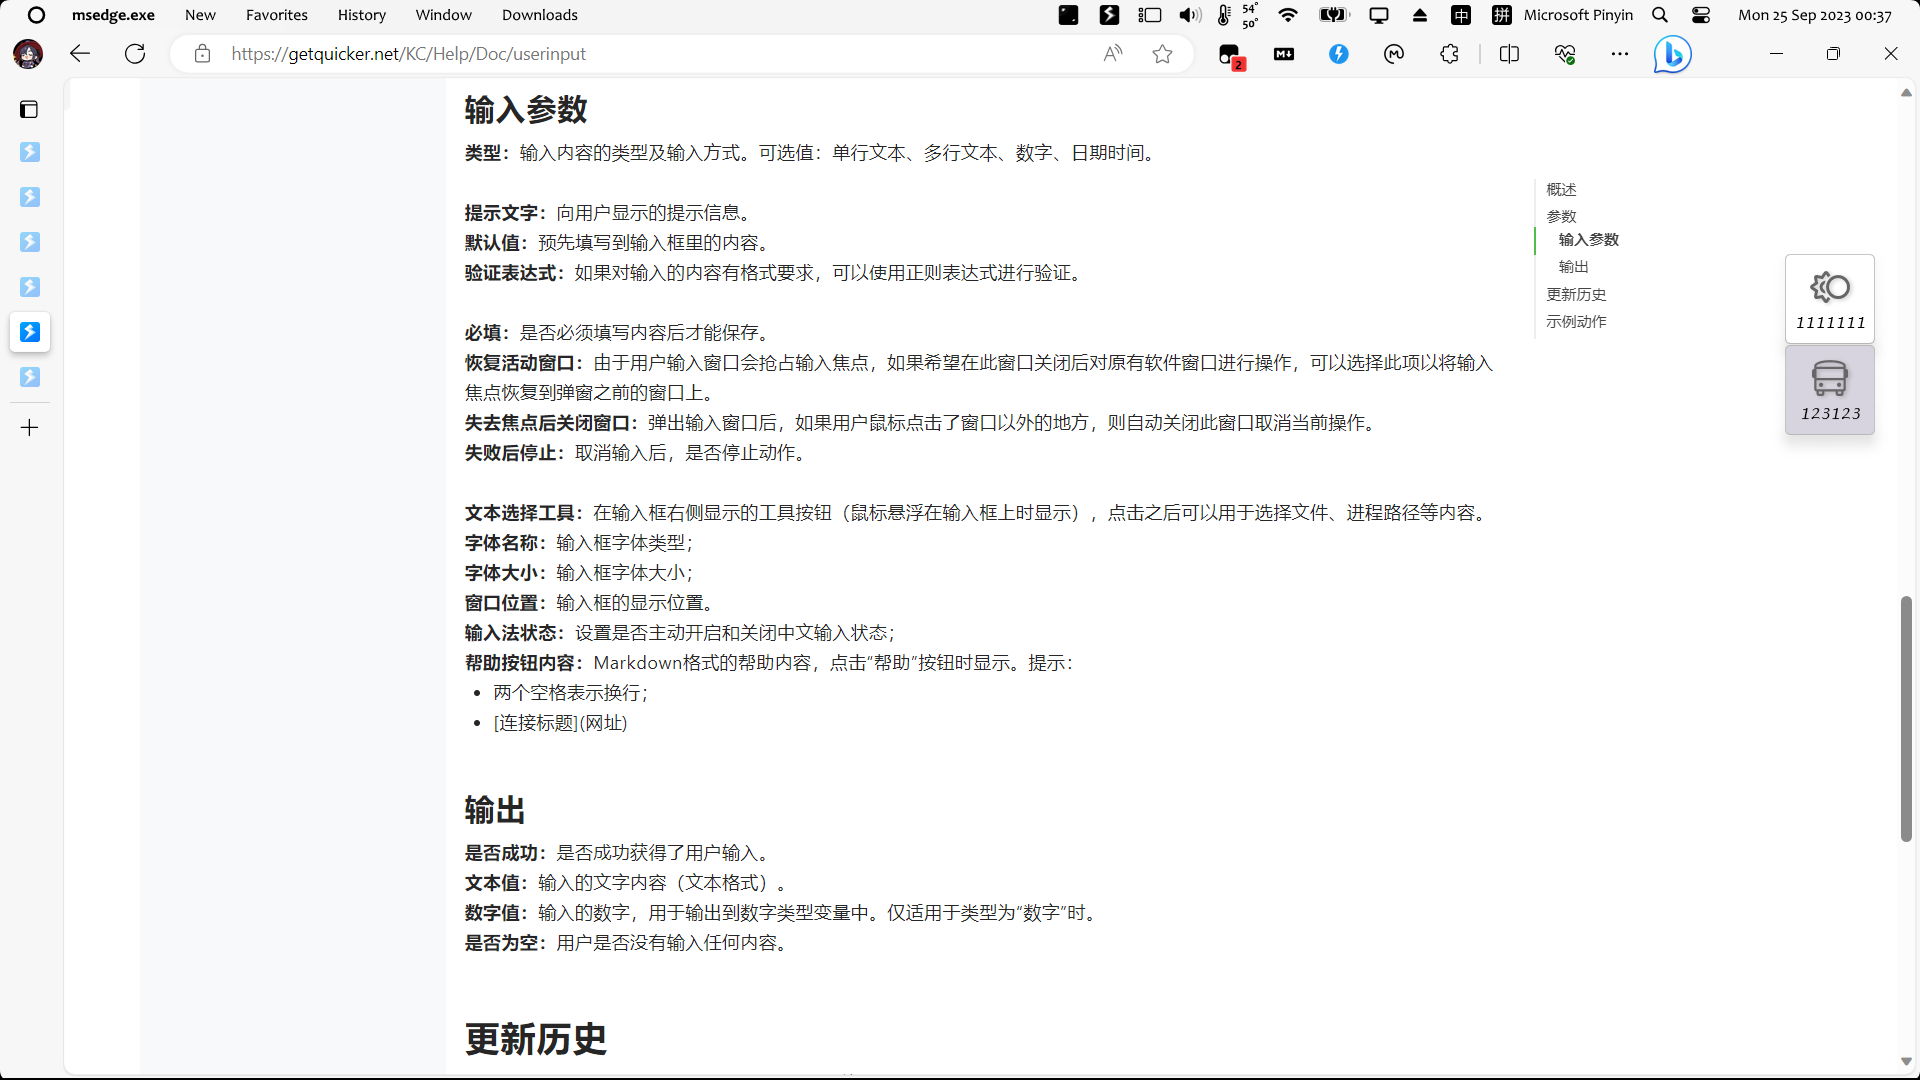 msedge.exe New Favorites History Window Downloads 54° 50° 中 拼 Microsoft Pinyin Mon 25 Sep 2023 00:37
https://getquicker.net/KC/Help/Doc/userinput 2
输入参数
类型：输入内容的类型及输入方式。可选值：单行文本、多行文本、数字、日期时间。
提示文字：向用户显示的提示信息。
默认值：预先填写到输入框里的内容。
验证表达式：如果对输入的内容有格式要求，可以使用正则表达式进行验证。
必填：是否必须填写内容后才能保存。
恢复活动窗口：由于用户输入窗口会抢占输入焦点，如果希望在此窗口关闭后对原有软件窗口进行操作，可以选择此项以将输入
焦点恢复到弹窗之前的窗口上。
失去焦点后关闭窗口：弹出输入窗口后，如果用户鼠标点击了窗口以外的地方，则自动关闭此窗口取消当前操作。
失败后停止：取消输入后，是否停止动作。
文本选择工具：在输入框右侧显示的工具按钮（鼠标悬浮在输入框上时显示），点击之后可以用于选择文件、进程路径等内容。
字体名称：输入框字体类型；
字体大小：输入框字体大小；
窗口位置：输入框的显示位置。
输入法状态：设置是否主动开启和关闭中文输入状态；
帮助按钮内容：Markdown格式的帮助内容，点击“帮助”按钮时显示。提示：
• 两个空格表示换行；
• [连接标题](网址)
输出
是否成功：是否成功获得了用户输入。
文本值：输入的文字内容（文本格式）。
数字值：输入的数字，用于输出到数字类型变量中。仅适用于类型为“数字”时。
是否为空：用户是否没有输入任何内容。
更新历史
概述
参数
输入参数
输出
更新历史
示例动作
1111111
123123